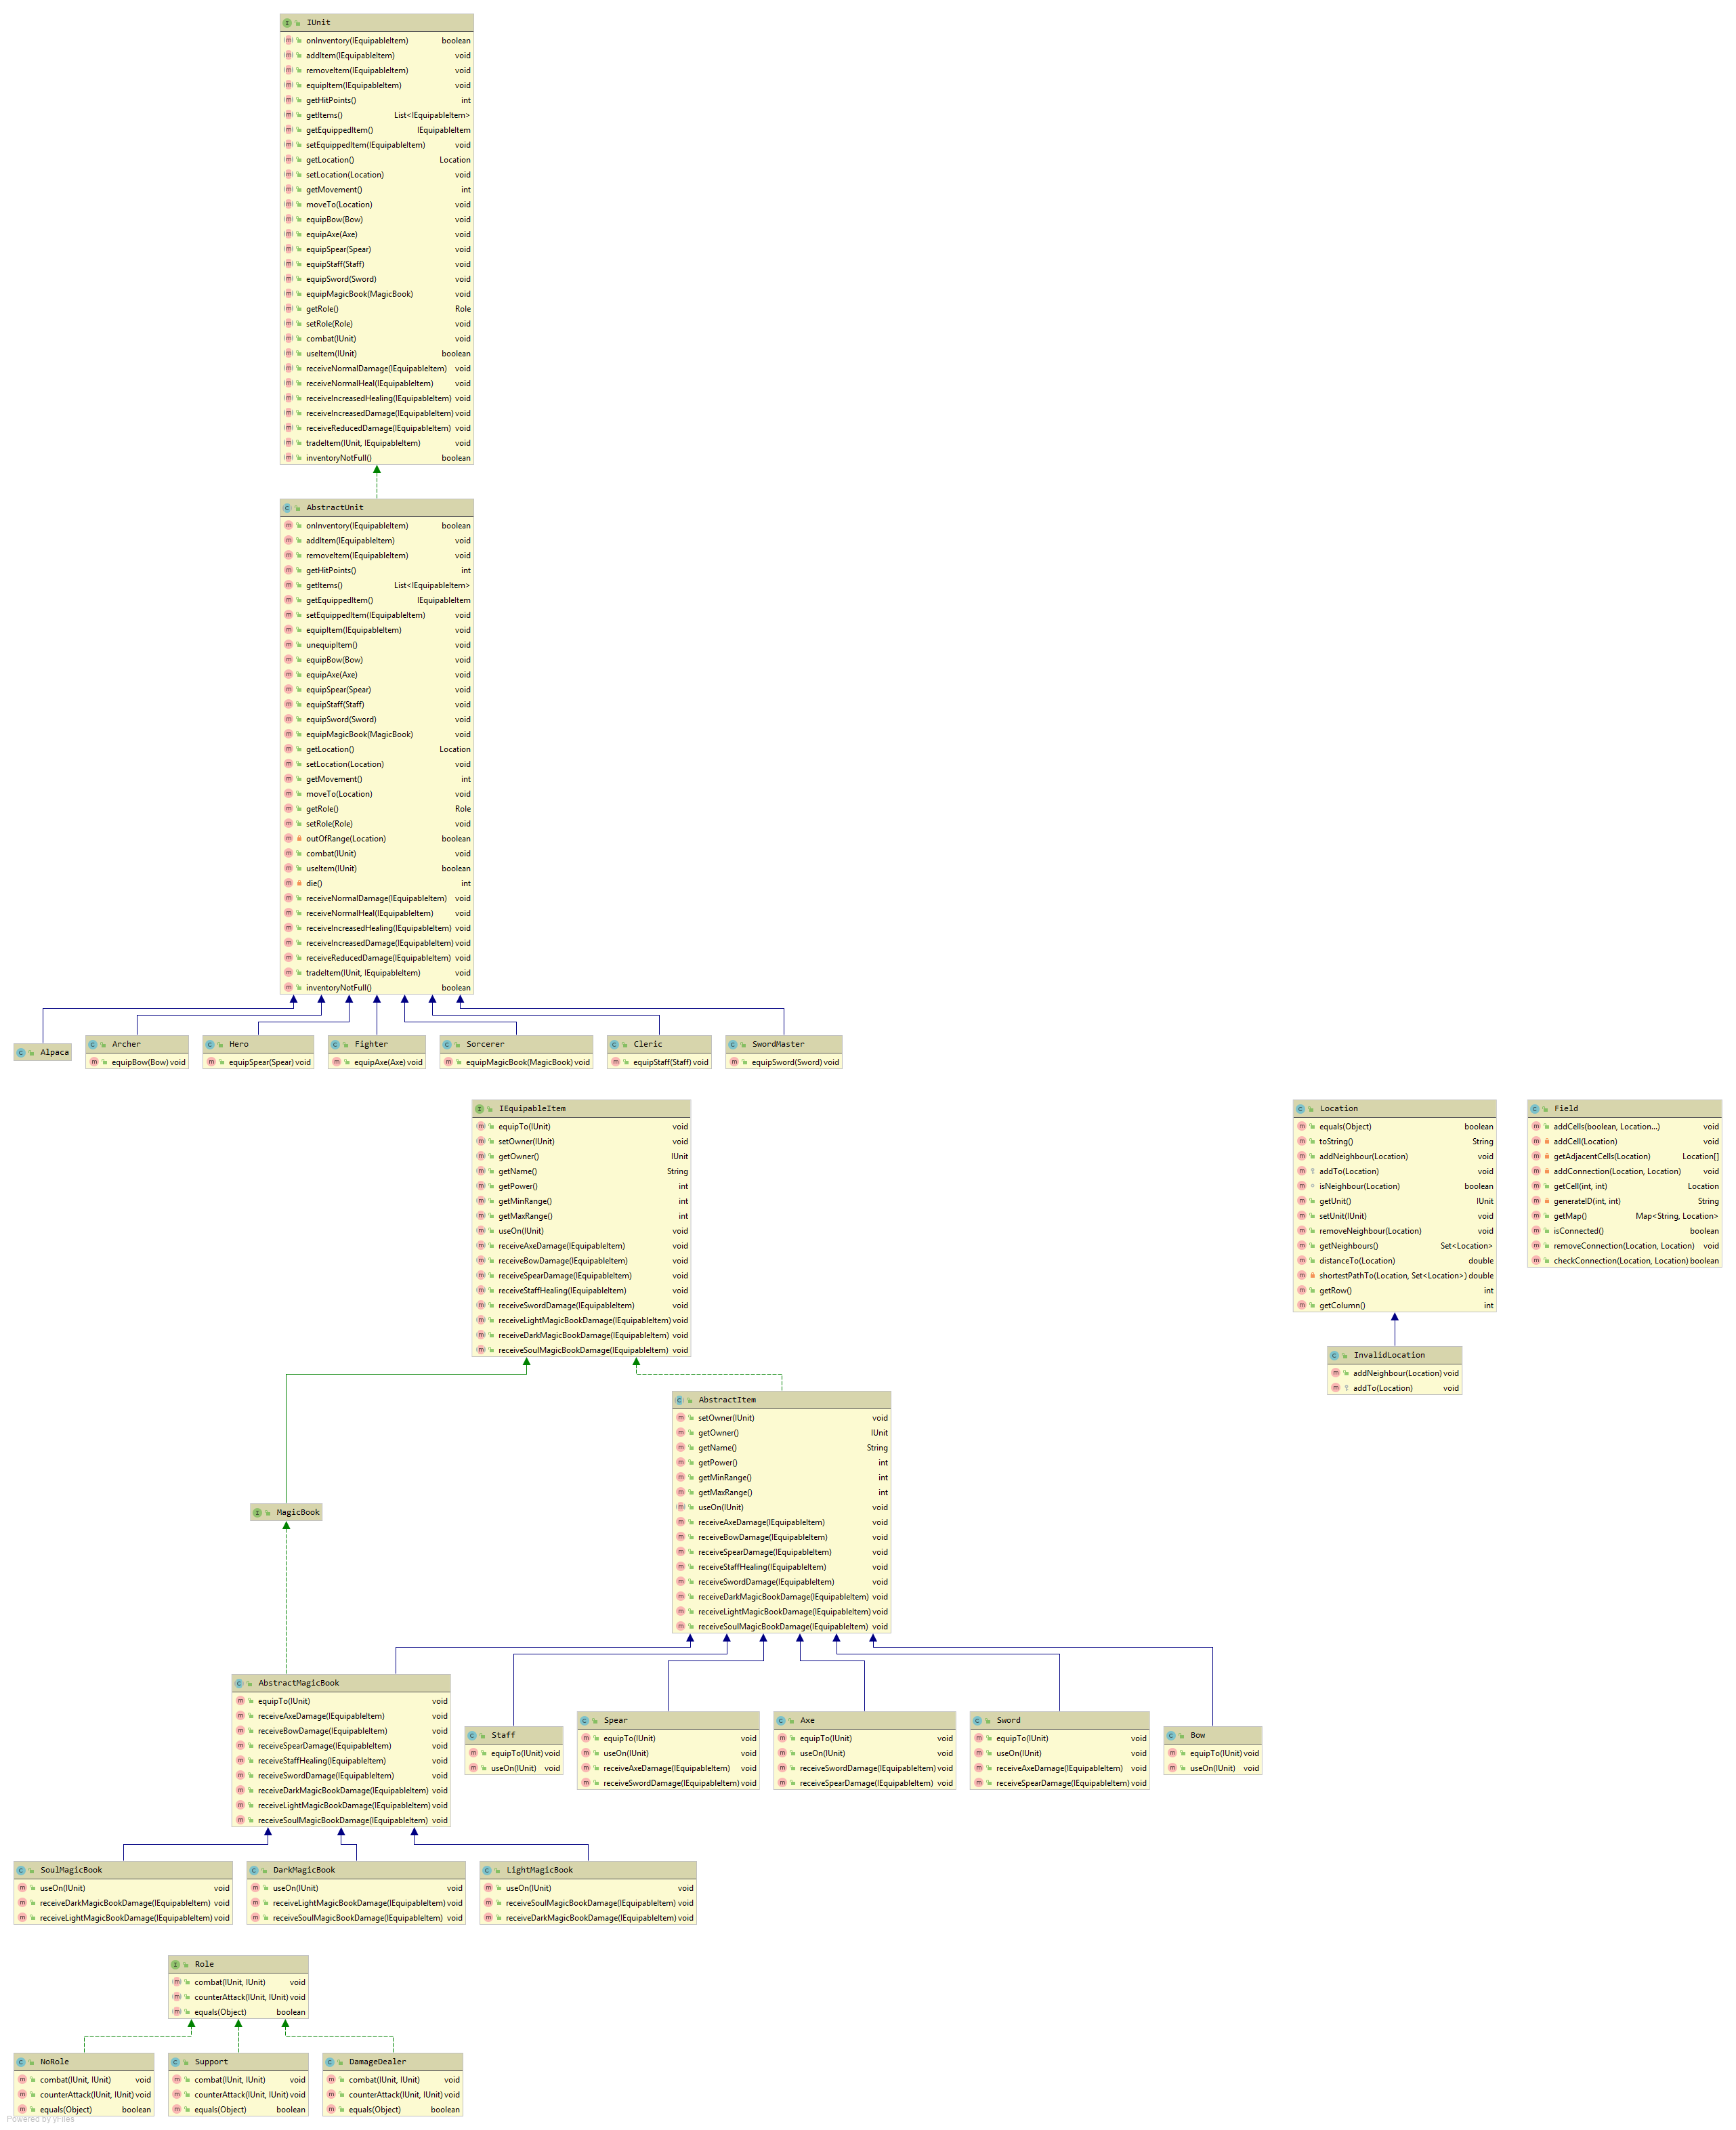 IUnit
onInventory(IEquipableItem) boolean
addItem(IEquipableItem) void
removeItem(IEquipableItem) void
equipItem(IEquipableItem) void
getHitPoints() int
getItems() List<IEquipableItem>
getEquippedItem() IEquipableItem
setEquippedItem(IEquipableItem) void
getLocation() Location
setLocation(Location) void
getMovement() int
moveTo(Location) void
equipBow(Bow) void
equipAxe(Axe) void
equipSpear(Spear) void
equipStaff(Staff) void
equipSword(Sword) void
equipMagicBook(MagicBook) void
getRole() Role
setRole(Role) void
combat(IUnit) void
useItem(IUnit) boolean
receiveNormalDamage(IEquipableItem) void
receiveNormalHeal(IEquipableItem) void
receiveIncreasedHealing(IEquipableItem) void
receiveIncreasedDamage(IEquipableItem) void
receiveReducedDamage(IEquipableItem) void
tradeItem(IUnit, IEquipableItem) void
inventoryNotFull() boolean
AbstractUnit
onInventory(IEquipableItem) boolean
addItem(IEquipableItem) void
removeItem(IEquipableItem) void
getHitPoints() int
getItems() List<IEquipableItem>
getEquippedItem() IEquipableItem
setEquippedItem(IEquipableItem) void
equipItem(IEquipableItem) void
unequipItem() void
equipBow(Bow) void
equipAxe(Axe) void
equipSpear(Spear) void
equipStaff(Staff) void
equipSword(Sword) void
equipMagicBook(MagicBook) void
getLocation() Location
setLocation(Location) void
getMovement() int
moveTo(Location) void
getRole() Role
setRole(Role) void
outOfRange(Location) boolean
combat(IUnit) void
useItem(IUnit) boolean
die() int
receiveNormalDamage(IEquipableItem) void
receiveNormalHeal(IEquipableItem) void
receiveIncreasedHealing(IEquipableItem) void
receiveIncreasedDamage(IEquipableItem) void
receiveReducedDamage(IEquipableItem) void
tradeItem(IUnit, IEquipableItem) void
inventoryNotFull() boolean
Alpaca
Archer
equipBow(Bow) void
Hero
equipSpear(Spear) void
Fighter
equipAxe(Axe) void
Sorcerer
equipMagicBook(MagicBook) void
Cleric
equipStaff(Staff) void
SwordMaster
equipSword(Sword) void
IEquipableItem
equipTo(IUnit) void
setOwner(IUnit) void
getOwner() IUnit
getName() String
getPower() int
getMinRange() int
getMaxRange() int
useOn(IUnit) void
receiveAxeDamage(IEquipableItem) void
receiveBowDamage(IEquipableItem) void
receiveSpearDamage(IEquipableItem) void
receiveStaffHealing(IEquipableItem) void
receiveSwordDamage(IEquipableItem) void
receiveLightMagicBookDamage(IEquipableItem) void
receiveDarkMagicBookDamage(IEquipableItem) void
receiveSoulMagicBookDamage(IEquipableItem) void
Location
equals(Object) boolean
toString() String
addNeighbour(Location) void
addTo(Location) void
isNeighbour(Location) boolean
getUnit() IUnit
setUnit(IUnit) void
removeNeighbour(Location) void
getNeighbours() Set<Location>
distanceTo(Location) double
shortestPathTo(Location, Set<Location>) double
getRow() int
getColumn() int
Field
addCells(boolean, Location...) void
addCell(Location) void
getAdjacentCells(Location) Location[]
addConnection(Location, Location) void
getCell(int, int) Location
generateID(int, int) String
getMap() Map<String, Location>
isConnected() boolean
removeConnection(Location, Location) void
checkConnection(Location, Location) boolean
InvalidLocation
addNeighbour(Location) void
addTo(Location) void
AbstractItem
setOwner(IUnit) void
getOwner() IUnit
getName() String
getPower() int
getMinRange() int
getMaxRange() int
useOn(IUnit) void
receiveAxeDamage(IEquipableItem) void
receiveBowDamage(IEquipableItem) void
receiveSpearDamage(IEquipableItem) void
receiveStaffHealing(IEquipableItem) void
receiveSwordDamage(IEquipableItem) void
receiveDarkMagicBookDamage(IEquipableItem) void
receiveLightMagicBookDamage(IEquipableItem) void
receiveSoulMagicBookDamage(IEquipableItem) void
MagicBook
AbstractMagicBook
equipTo(IUnit) void
receiveAxeDamage(IEquipableItem) void
receiveBowDamage(IEquipableItem) void
receiveSpearDamage(IEquipableItem) void
receiveStaffHealing(IEquipableItem) void
receiveSwordDamage(IEquipableItem) void
receiveDarkMagicBookDamage(IEquipableItem) void
receiveLightMagicBookDamage(IEquipableItem) void
receiveSoulMagicBookDamage(IEquipableItem) void
Staff
equipTo(IUnit) void
useOn(IUnit) void
Spear
equipTo(IUnit) void
useOn(IUnit) void
receiveAxeDamage(IEquipableItem) void
receiveSwordDamage(IEquipableItem) void
Axe
equipTo(IUnit) void
useOn(IUnit) void
receiveSwordDamage(IEquipableItem) void
receiveSpearDamage(IEquipableItem) void
Sword
equipTo(IUnit) void
useOn(IUnit) void
receiveAxeDamage(IEquipableItem) void
receiveSpearDamage(IEquipableItem) void
Bow
equipTo(IUnit) void
useOn(IUnit) void
SoulMagicBook
useOn(IUnit) void
receiveDarkMagicBookDamage(IEquipableItem) void
receiveLightMagicBookDamage(IEquipableItem) void
DarkMagicBook
useOn(IUnit) void
receiveLightMagicBookDamage(IEquipableItem) void
receiveSoulMagicBookDamage(IEquipableItem) void
LightMagicBook
useOn(IUnit) void
receiveSoulMagicBookDamage(IEquipableItem) void
receiveDarkMagicBookDamage(IEquipableItem) void
Role
combat(IUnit, IUnit) void
counterAttack(IUnit, IUnit) void
equals(Object) boolean
NoRole
combat(IUnit, IUnit) void
counterAttack(IUnit, IUnit) void
equals(Object) boolean
Support
combat(IUnit, IUnit) void
counterAttack(IUnit, IUnit) void
equals(Object) boolean
DamageDealer
combat(IUnit, IUnit) void
counterAttack(IUnit, IUnit) void
equals(Object) boolean
Powered by yFiles